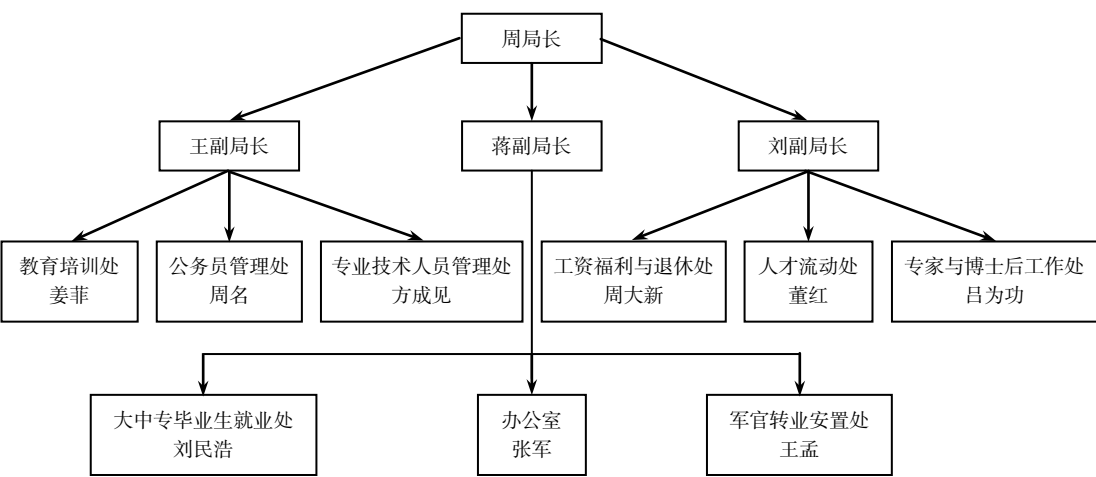 周局长
王副局长
蒋副局长
刘副局长
教育培训处
姜菲
公务员管理处
周名
专业技术人员管理处
方成见
工资福利与退休处
周大新
人才流动处
董红
专家与博士后工作处
吕为功
大中专毕业生就业处
刘民浩
办公室
张军
军官转业安置处
王孟